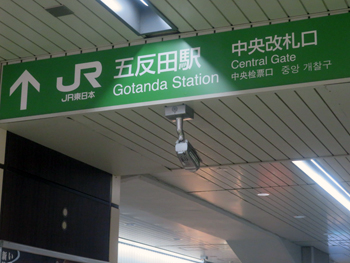 JR
JR東日本
五反田駅
Gotanda Station
中央改札口
Central Gate
中央检票口 중앙 개찰구